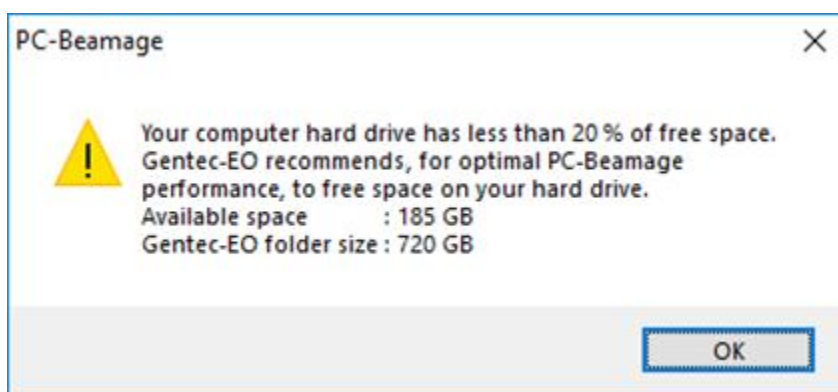 PC-Beamage
Your computer hard drive has less than 20 % of free space.
Gentec-EO recommends, for optimal PC-Beamage
performance, to free space on your hard drive.
Available space : 185 GB
Gentec-EO folder size : 720 GB
OK